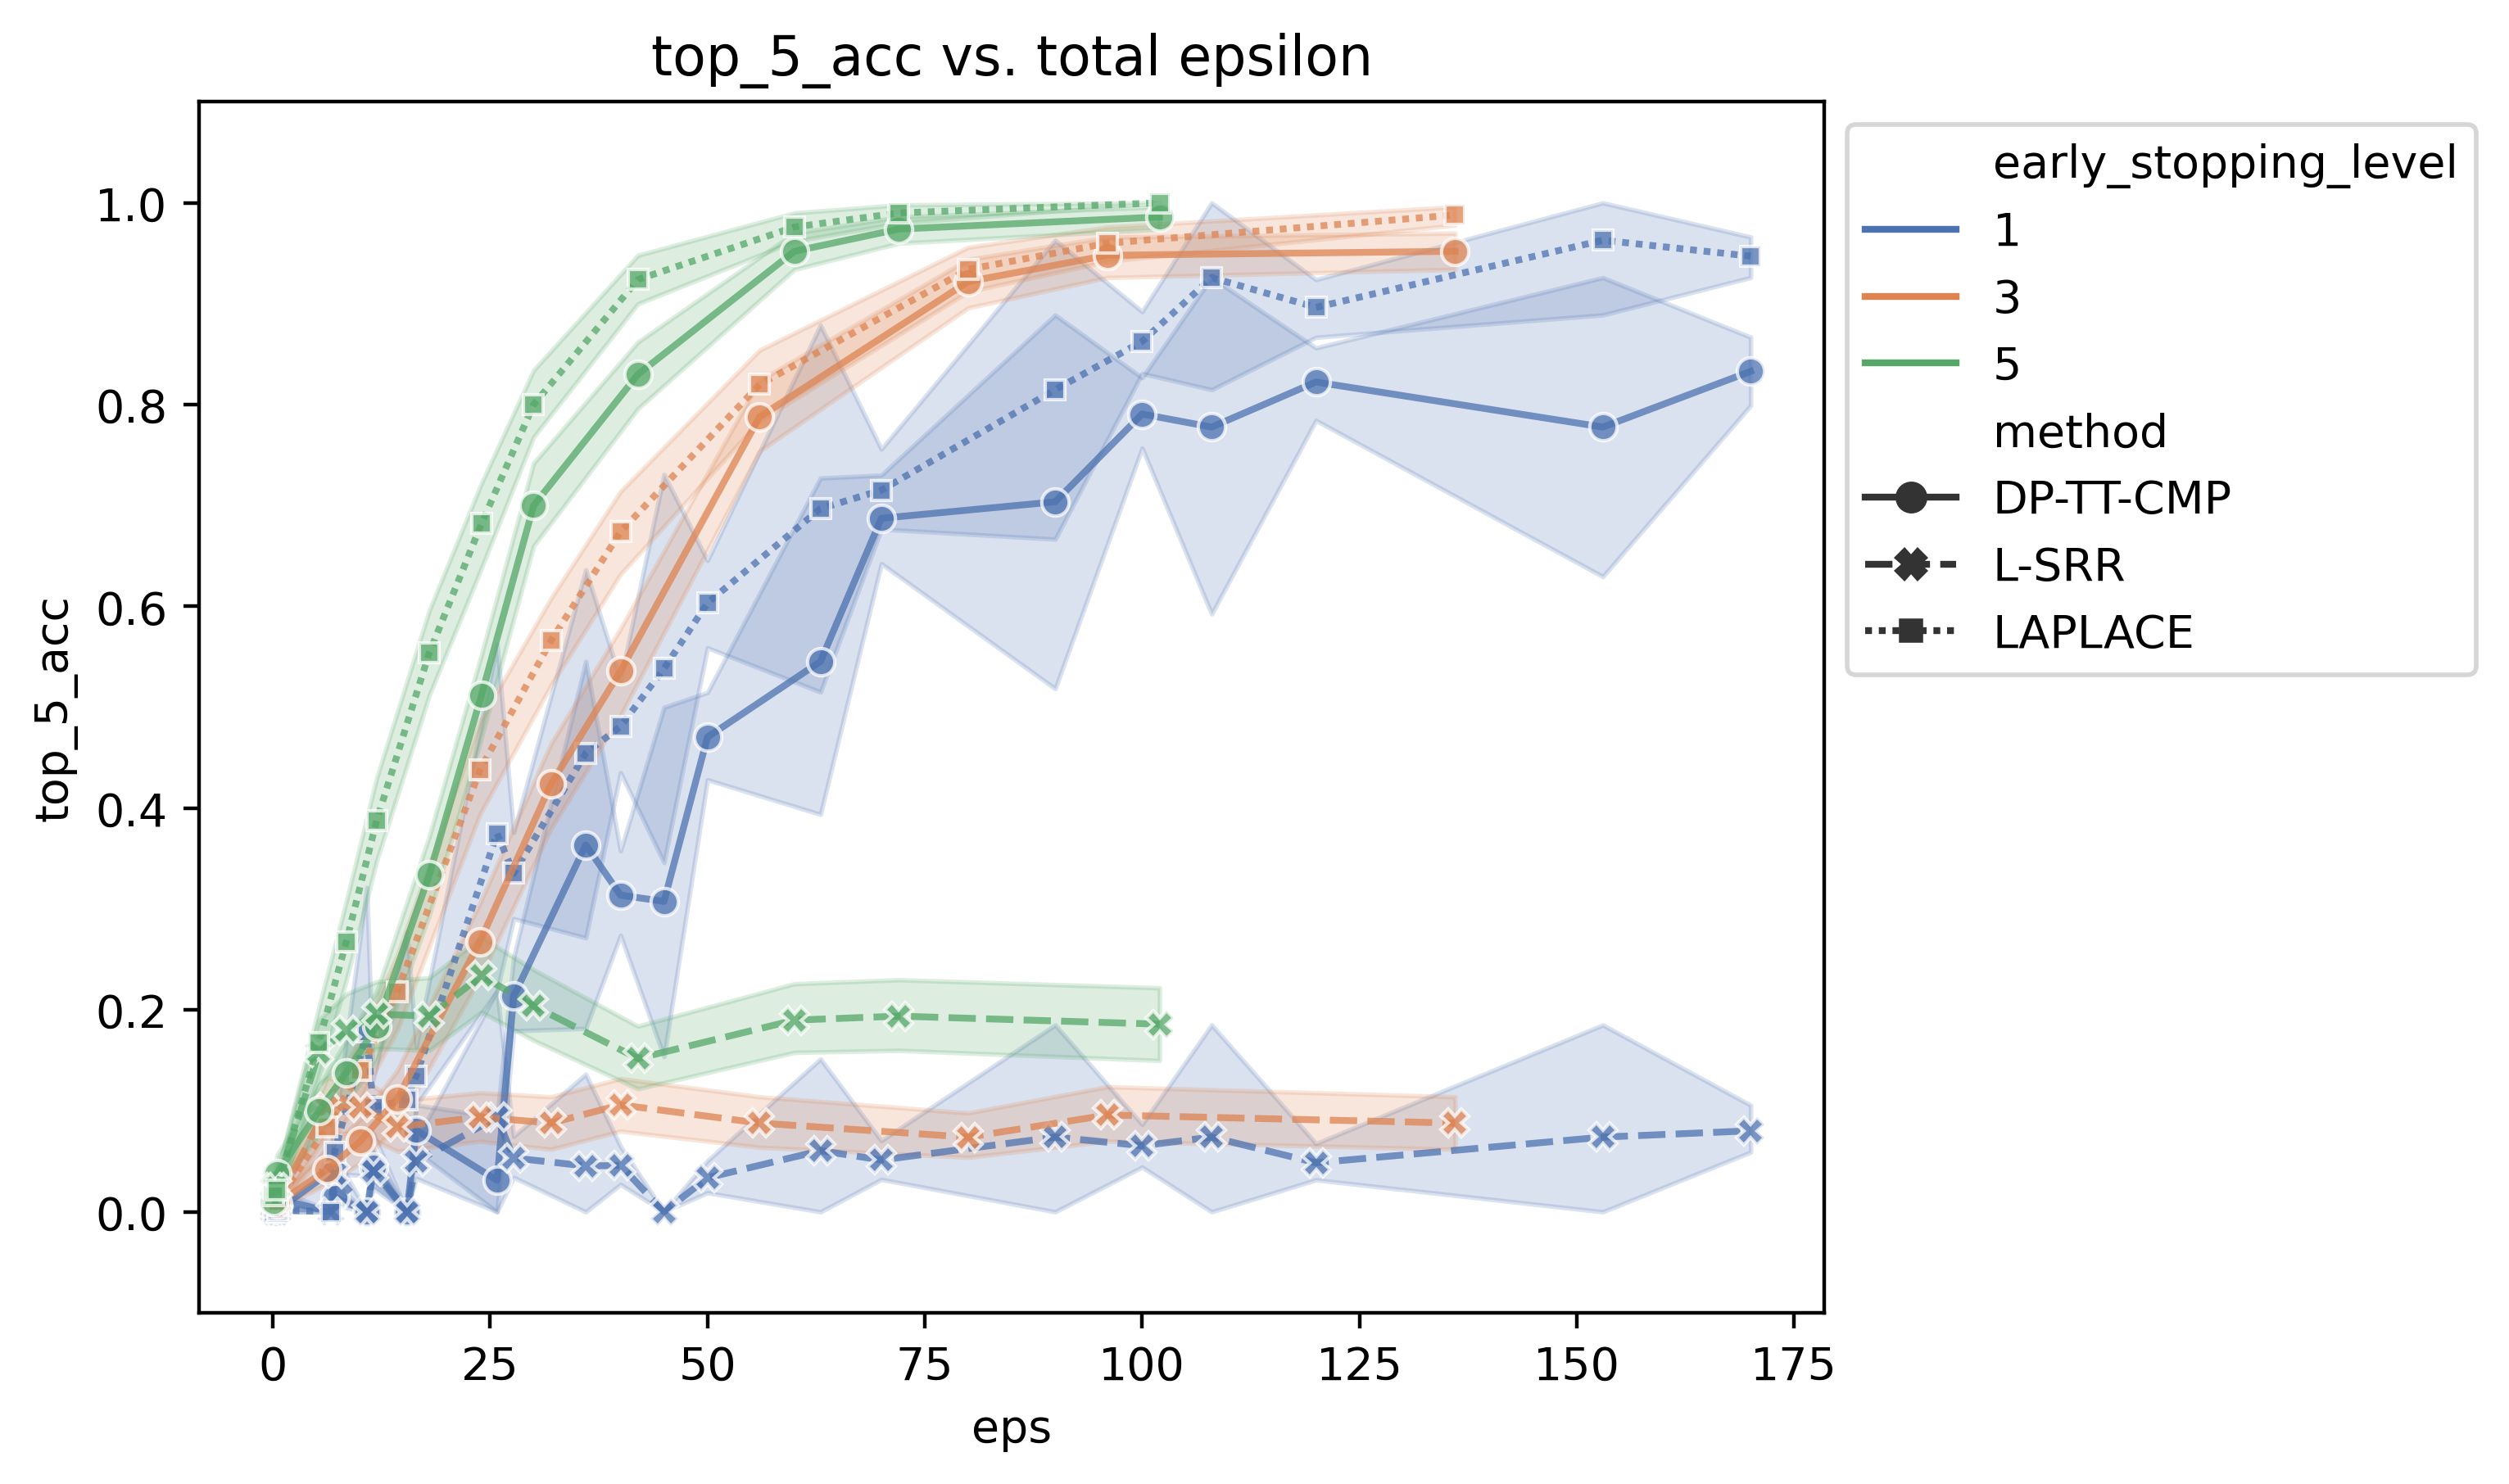 top_5_acc vs. total epsilon
top_5_acc
1.0
0.8
0.6
0.4
0.2
0.0
0 25 50 75 100 125 150 175
eps
early_stopping_level
1
3
5
method
DP-TT-CMP
L-SRR
LAPLACE